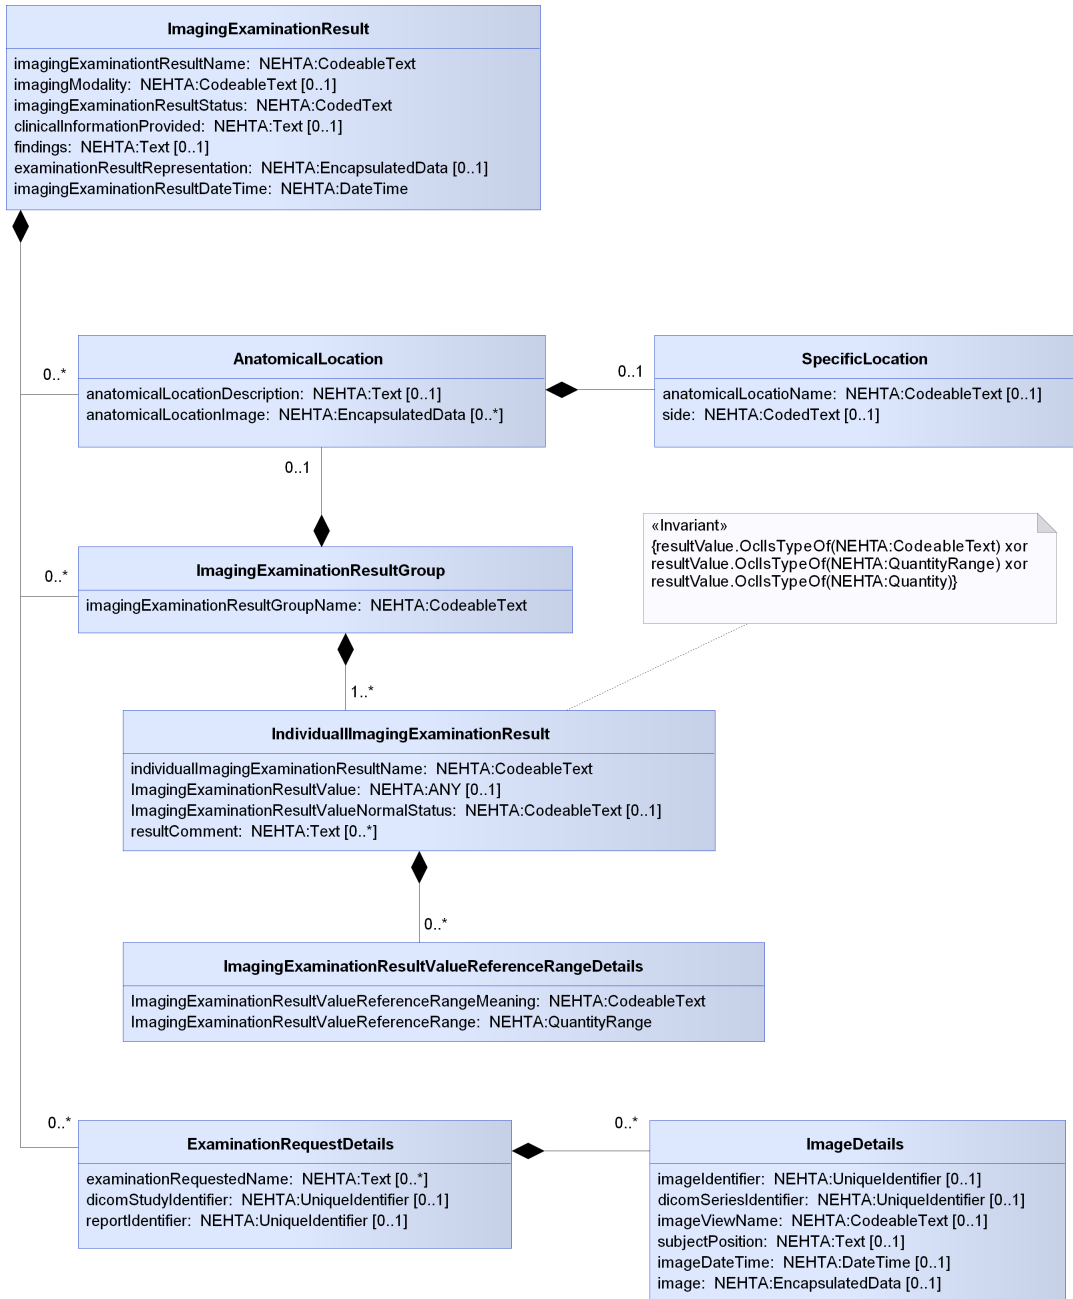 ImagingExaminationResult
imagingExaminationtResultName:  NEHTA:CodeableText
imagingModality:  NEHTA:CodeableText [0..1]
imagingExaminationResultStatus:  NEHTA:CodedText
clinicalInformationProvided:  NEHTA:Text [0..1]
findings:  NEHTA:Text [0..1]
examinationResultRepresentation:  NEHTA:EncapsulatedData [0..1]
imagingExaminationResultDateTime:  NEHTA:DateTime
0..*
AnatomicalLocation
anatomicalLocationDescription:  NEHTA:Text [0..1]
anatomicalLocationImage:  NEHTA:EncapsulatedData [0..*]
0..1
SpecificLocation
anatomicalLocatioName:  NEHTA:CodeableText [0..1]
side:  NEHTA:CodedText [0..1]
0..1
«Invariant»
{resultValue.OclIsTypeOf(NEHTA:CodeableText) xor
resultValue.OclIsTypeOf(NEHTA:QuantityRange) xor
resultValue.OclIsTypeOf(NEHTA:Quantity)}
0..*
ImagingExaminationResultGroup
imagingExaminationResultGroupName:  NEHTA:CodeableText
1..*
IndividuallImagingExaminationResult
individualImagingExaminationResultName:  NEHTA:CodeableText
ImagingExaminationResultValue:  NEHTA:ANY [0..1]
ImagingExaminationResultValueNormalStatus:  NEHTA:CodeableText [0..1]
resultComment:  NEHTA:Text [0..*]
0..*
ImagingExaminationResultValueReferenceRangeDetails
ImagingExaminationResultValueReferenceRangeMeaning:  NEHTA:CodeableText
ImagingExaminationResultValueReferenceRange:  NEHTA:QuantityRange
0..*
ExaminationRequestDetails
examinationRequestedName:  NEHTA:Text [0..*]
dicomStudyIdentifier:  NEHTA:UniqueIdentifier [0..1]
reportIdentifier:  NEHTA:UniqueIdentifier [0..1]
0..*
ImageDetails
imageIdentifier:  NEHTA:UniqueIdentifier [0..1]
dicomSeriesIdentifier:  NEHTA:UniqueIdentifier [0..1]
imageViewName:  NEHTA:CodeableText [0..1]
subjectPosition:  NEHTA:Text [0..1]
imageDateTime:  NEHTA:DateTime [0..1]
image:  NEHTA:EncapsulatedData [0..1]